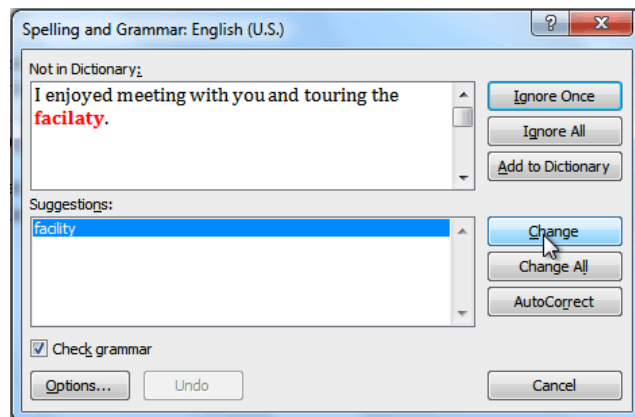 Spelling and Grammar: English (U.S.)
?
X
Not in Dictionary:
I enjoyed meeting with you and touring the
facilaty.
Ignore Once
Ignore All
Add to Dictionary
Suggestions:
facility
Change
Change All
AutoCorrect
Check grammar
Options...
Undo
Cancel